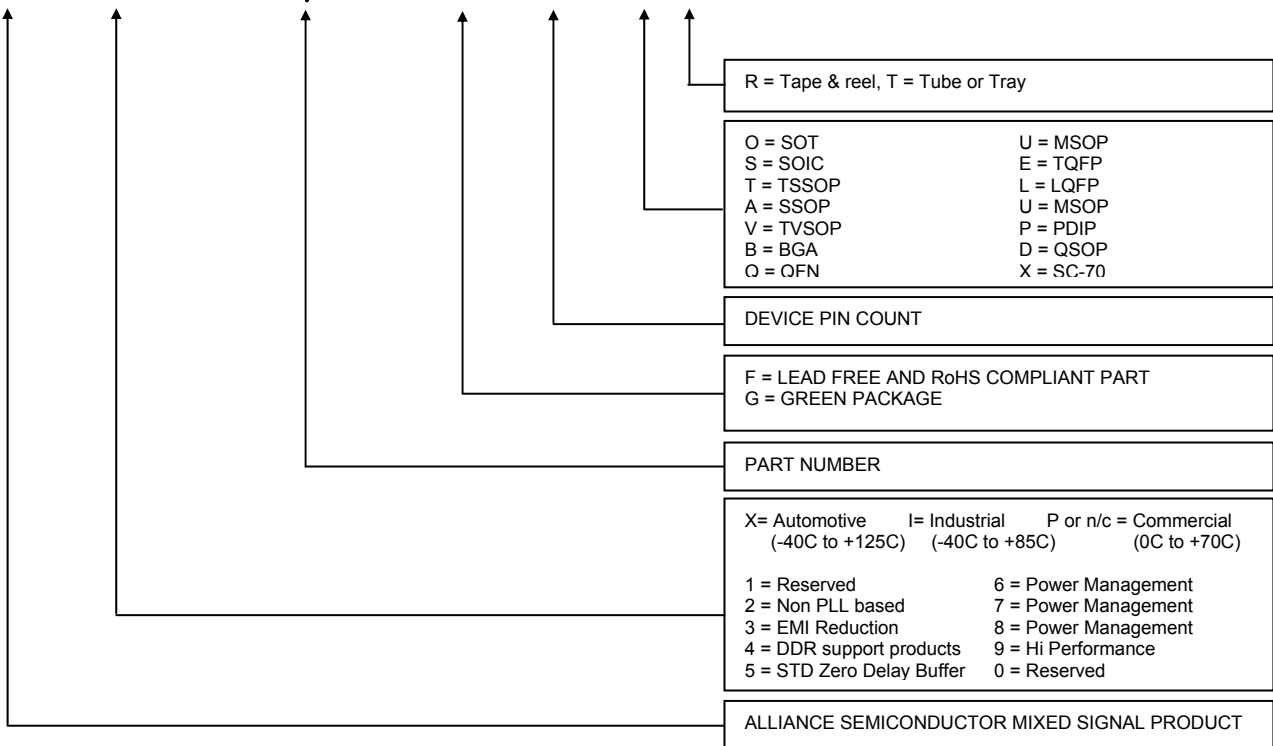 R = Tape & reel, T = Tube or Tray
O = SOT U = MSOP
S = SOIC E = TQFP
T = TSSOP L = LQFP
A = SSOP U = MSOP
V = TVSOP P = PDIP
B = BGA D = QSOP
Q = QFN X = SC-70
DEVICE PIN COUNT
F = LEAD FREE AND RoHS COMPLIANT PART
G = GREEN PACKAGE
PART NUMBER
X= Automotive I= Industrial P or n/c = Commercial
(-40C to +125C) (-40C to +85C) (0C to +70C)
1 = Reserved 6 = Power Management
2 = Non PLL based 7 = Power Management
3 = EMI Reduction 8 = Power Management
4 = DDR support products 9 = Hi Performance
5 = STD Zero Delay Buffer 0 = Reserved
ALLIANCE SEMICONDUCTOR MIXED SIGNAL PRODUCT